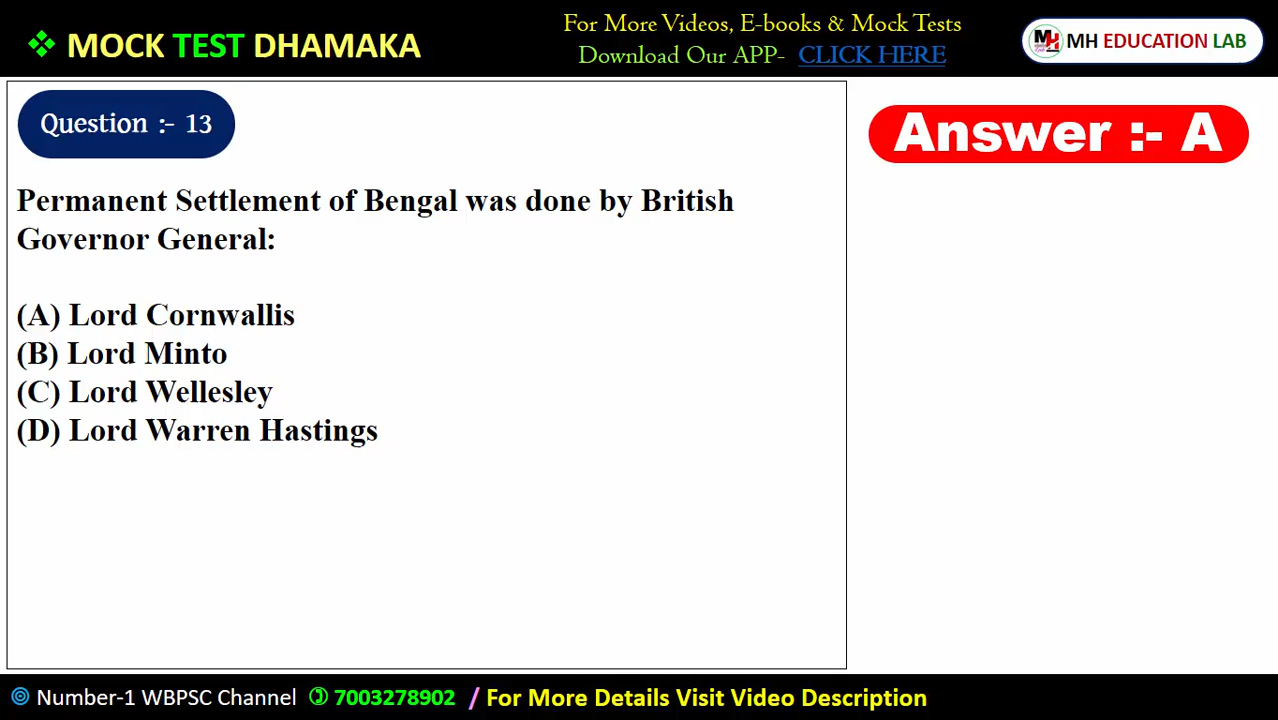 MOCK TEST DHAMAKA
For More Videos, E-books & Mock Tests
Download Our APP- CLICK HERE
MH EDUCATION LAB
Question :- 13
Answer :- A
Permanent Settlement of Bengal was done by British
Governor General:
(A) Lord Cornwallis
(B) Lord Minto
(C) Lord Wellesley
(D) Lord Warren Hastings
Number-1 WBPSC Channel 7003278902 / For More Details Visit Video Description